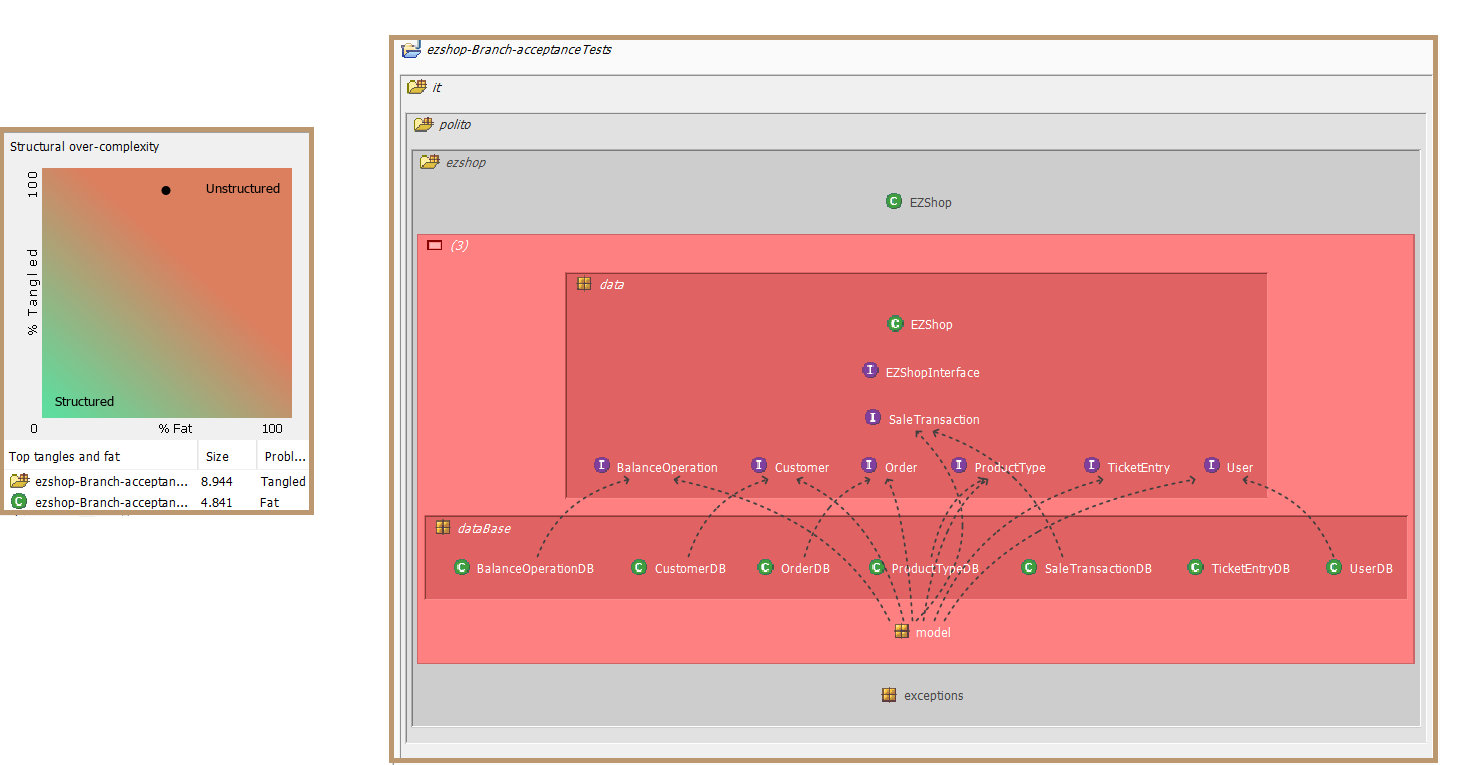 Structural over-complexity
100
Unstructured
% Tangled
Structured
0 % Fat 100
Top tangles and fat Size Probl...
ezshop-Branch-acceptan... 8.944 Tangled
C ezshop-Branch-acceptan... 4.841 Fat
ezshop-Branch-acceptanceTests
it
polito
ezshop
C EZShop
(3)
data
C EZShop
I EZShopInterface
I SaleTransaction
I BalanceOperation I Customer I Order I ProductType I TicketEntry I User
dataBase
C BalanceOperationDB C CustomerDB C OrderDB C ProductTypeDB C SaleTransactionDB C TicketEntryDB C UserDB
model
exceptions